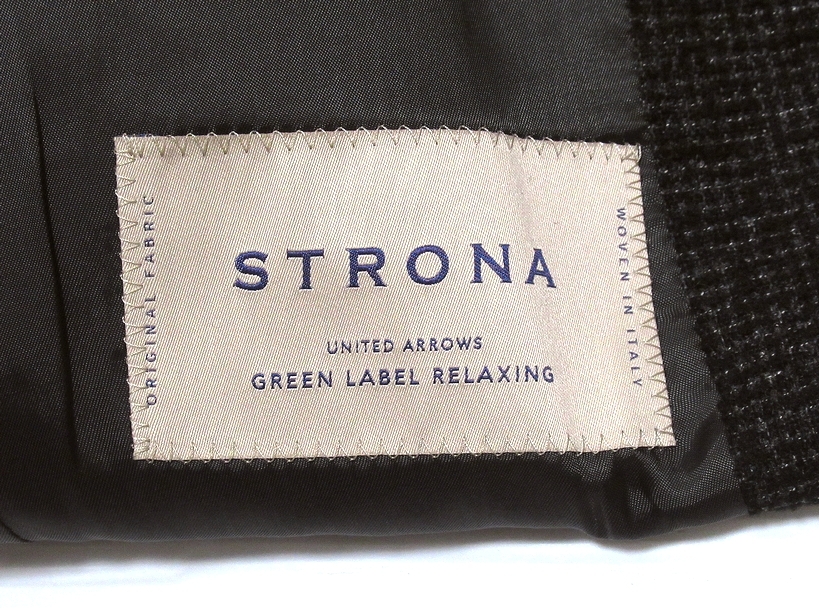 ORIGINAL FABRIC
STRONA
UNITED ARROWS
GREEN LABEL RELAXING
WOVEN IN ITALY